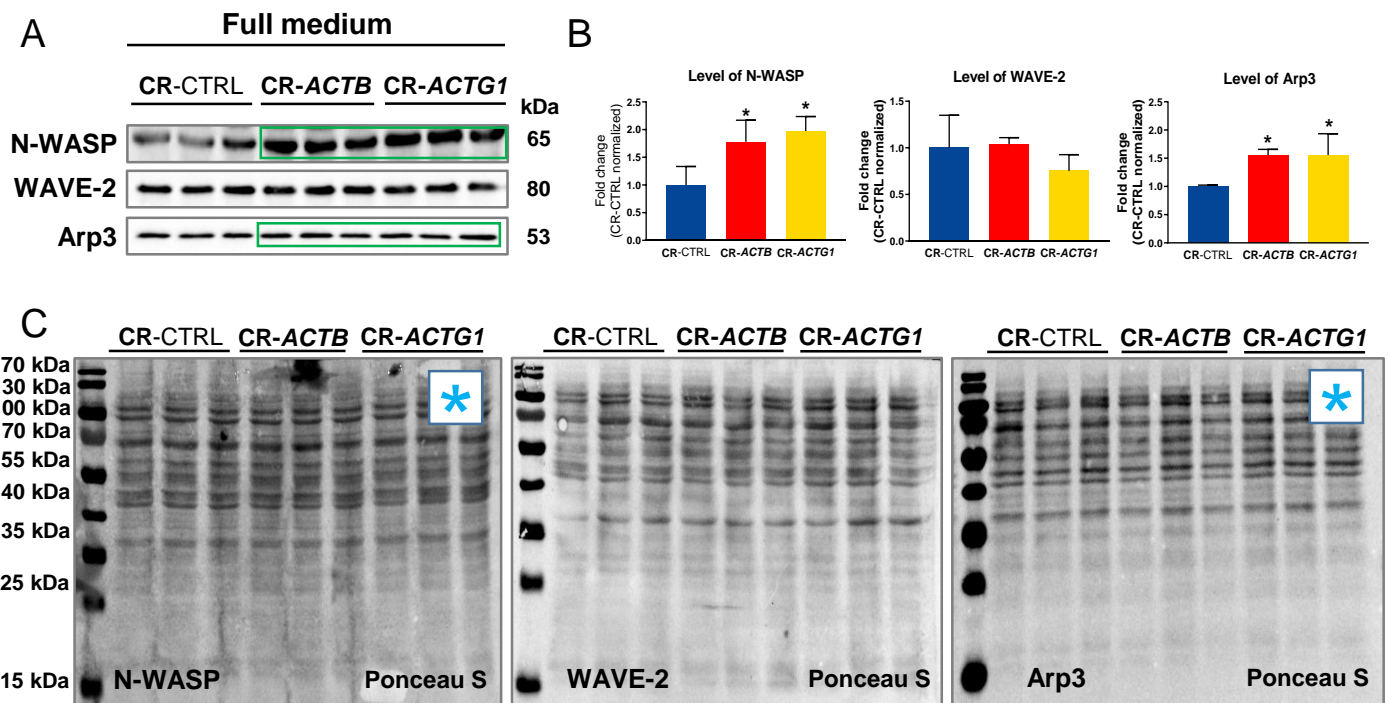 A
Full medium
CR-CTRL CR-ACTB CR-ACTG1
kDa
N-WASP 65
WAVE-2 80
Arp3 53
B
Level of N-WASP
Fold change
(CR-CTRL normalized)
2.5
2.0
1.5
1.0
0.5
0.0
* *
CR-CTRL CR-ACTB CR-ACTG1
Level of WAVE-2
Fold change
(CR-CTRL normalized)
1.5
1.0
0.5
0.0
CR-CTRL CR-ACTB CR-ACTG1
Level of Arp3
Fold change
(CR-CTRL normalized)
2.5
2.0
1.5
1.0
0.5
0.0
* *
CR-CTRL CR-ACTB CR-ACTG1
C
CR-CTRL CR-ACTB CR-ACTG1
CR-CTRL CR-ACTB CR-ACTG1
CR-CTRL CR-ACTB CR-ACTG1
70 kDa
30 kDa
00 kDa
70 kDa
55 kDa
40 kDa
35 kDa
25 kDa
15 kDa
*
N-WASP Ponceau S
WAVE-2 Ponceau S
*
Arp3 Ponceau S